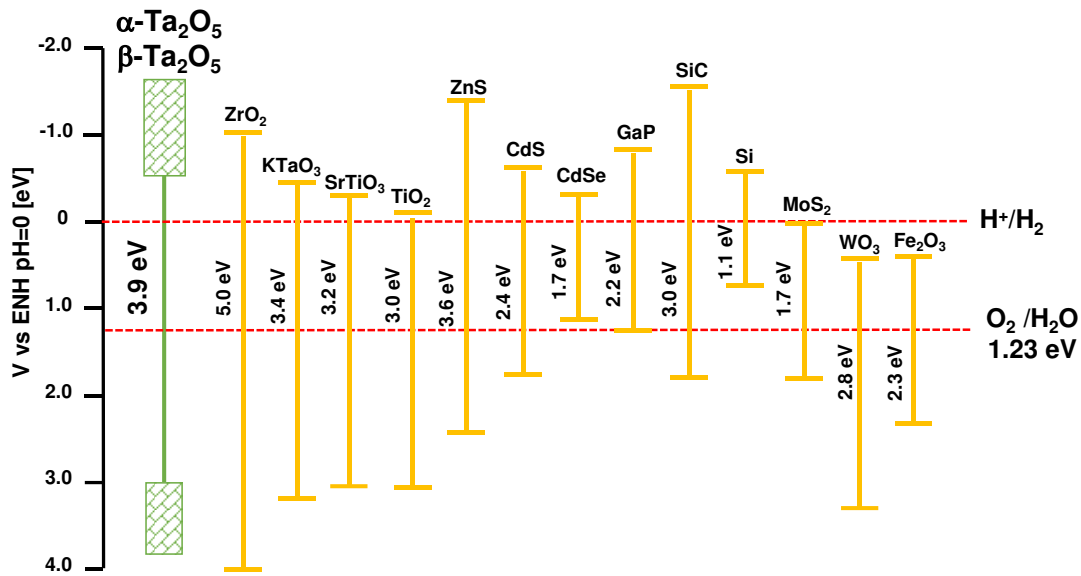 α-Ta₂O₅
β-Ta₂O₅
V vs ENH pH=0 [eV]
-2.0
-1.0
0
1.0
2.0
3.0
4.0
3.9 eV
ZrO₂
5.0 eV
KTaO₃
3.4 eV
SrTiO₃
3.2 eV
TiO₂
3.0 eV
ZnS
3.6 eV
CdS
2.4 eV
CdSe
1.7 eV
GaP
2.2 eV
SiC
3.0 eV
Si
1.1 eV
MoS₂
1.7 eV
WO₃
2.8 eV
Fe₂O₃
2.3 eV
H⁺/H₂
O₂ /H₂O
1.23 eV